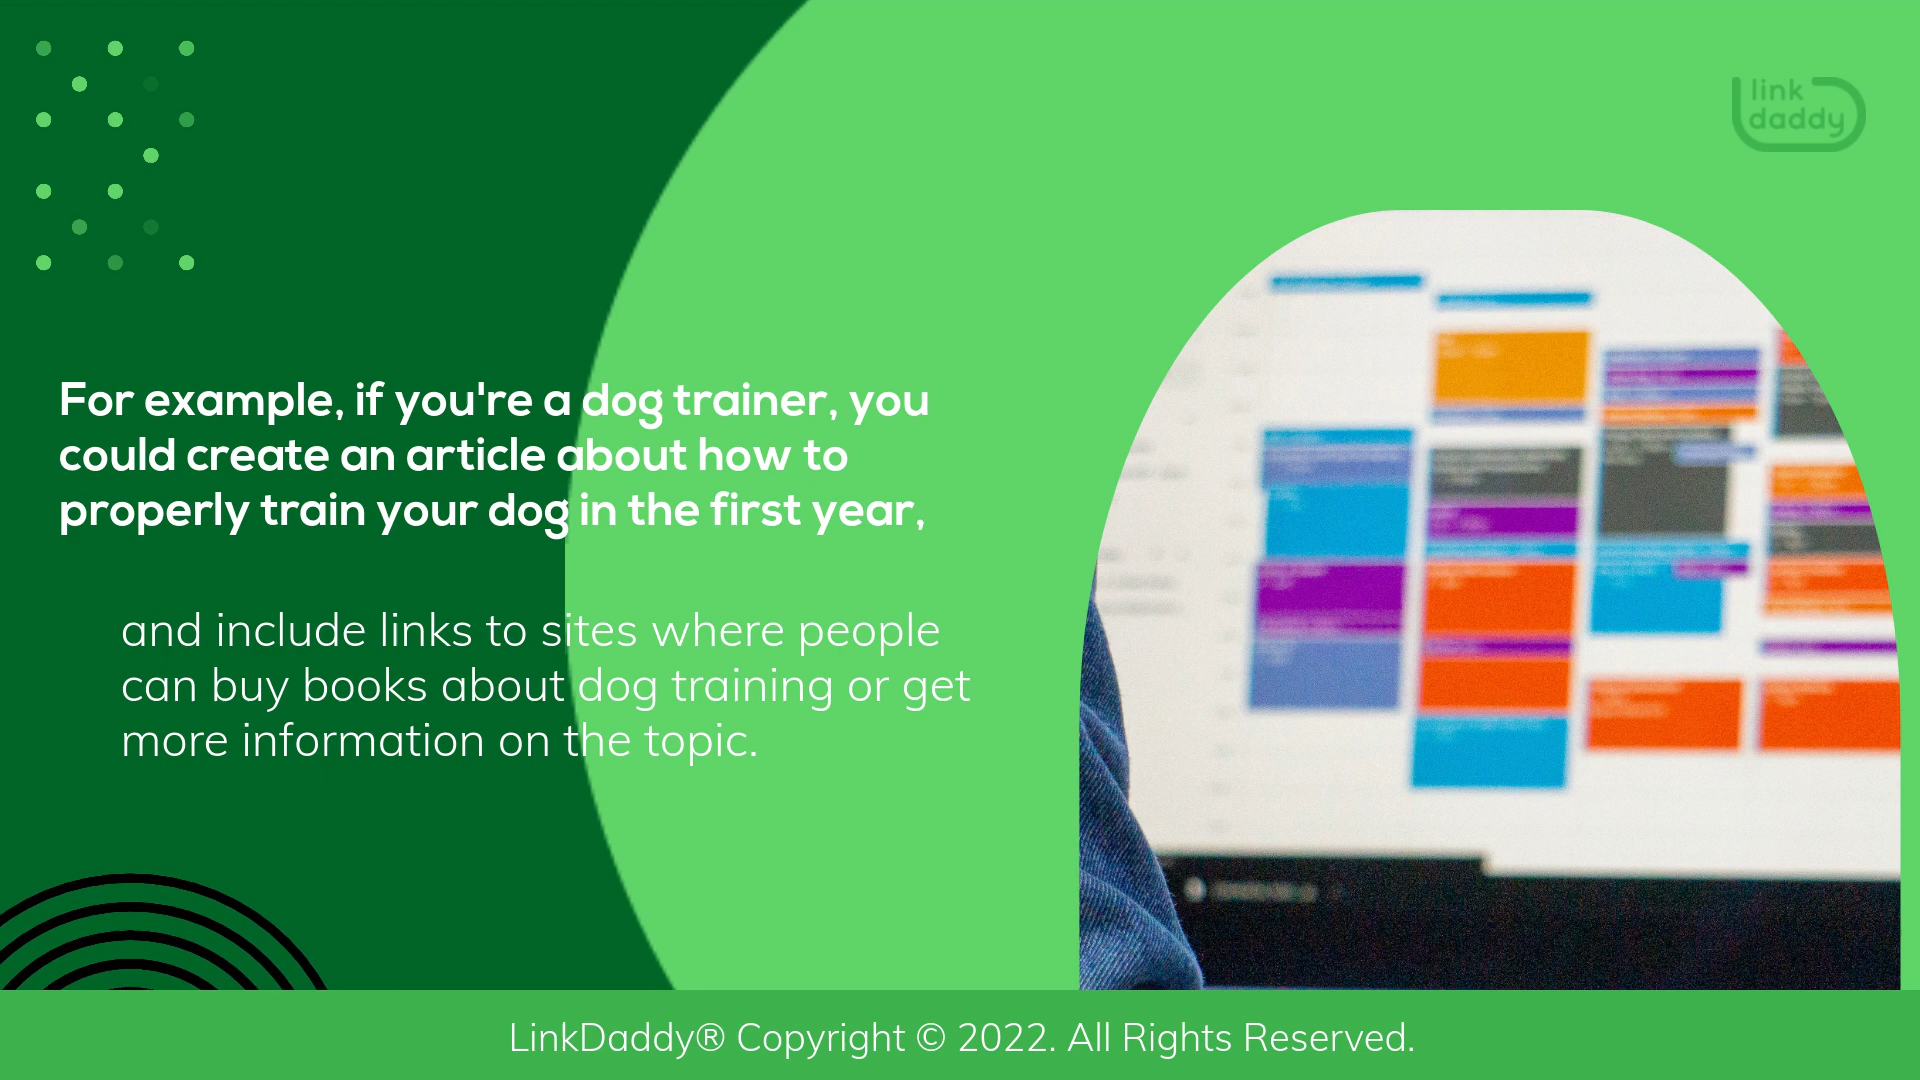 link
daddy
For example, if you're a dog trainer, you
could create an article about how to
properly train your dog in the first year,
and include links to sites where people
can buy books about dog training or get
more information on the topic.
LinkDaddy® Copyright © 2022. All Rights Reserved.